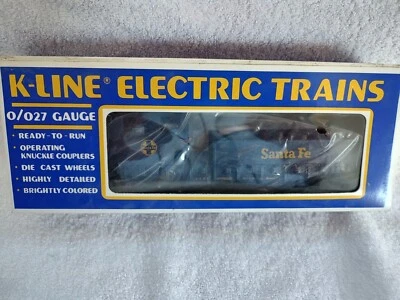 K-LINE® ELECTRIC TRAINS
O/027 GAUGE
• READY - TO - RUN
• OPERATING
KNUCKLE COUPLERS
• DIE CAST WHEELS
• HIGHLY DETAILED
• BRIGHTLY COLORED
Santa Fe